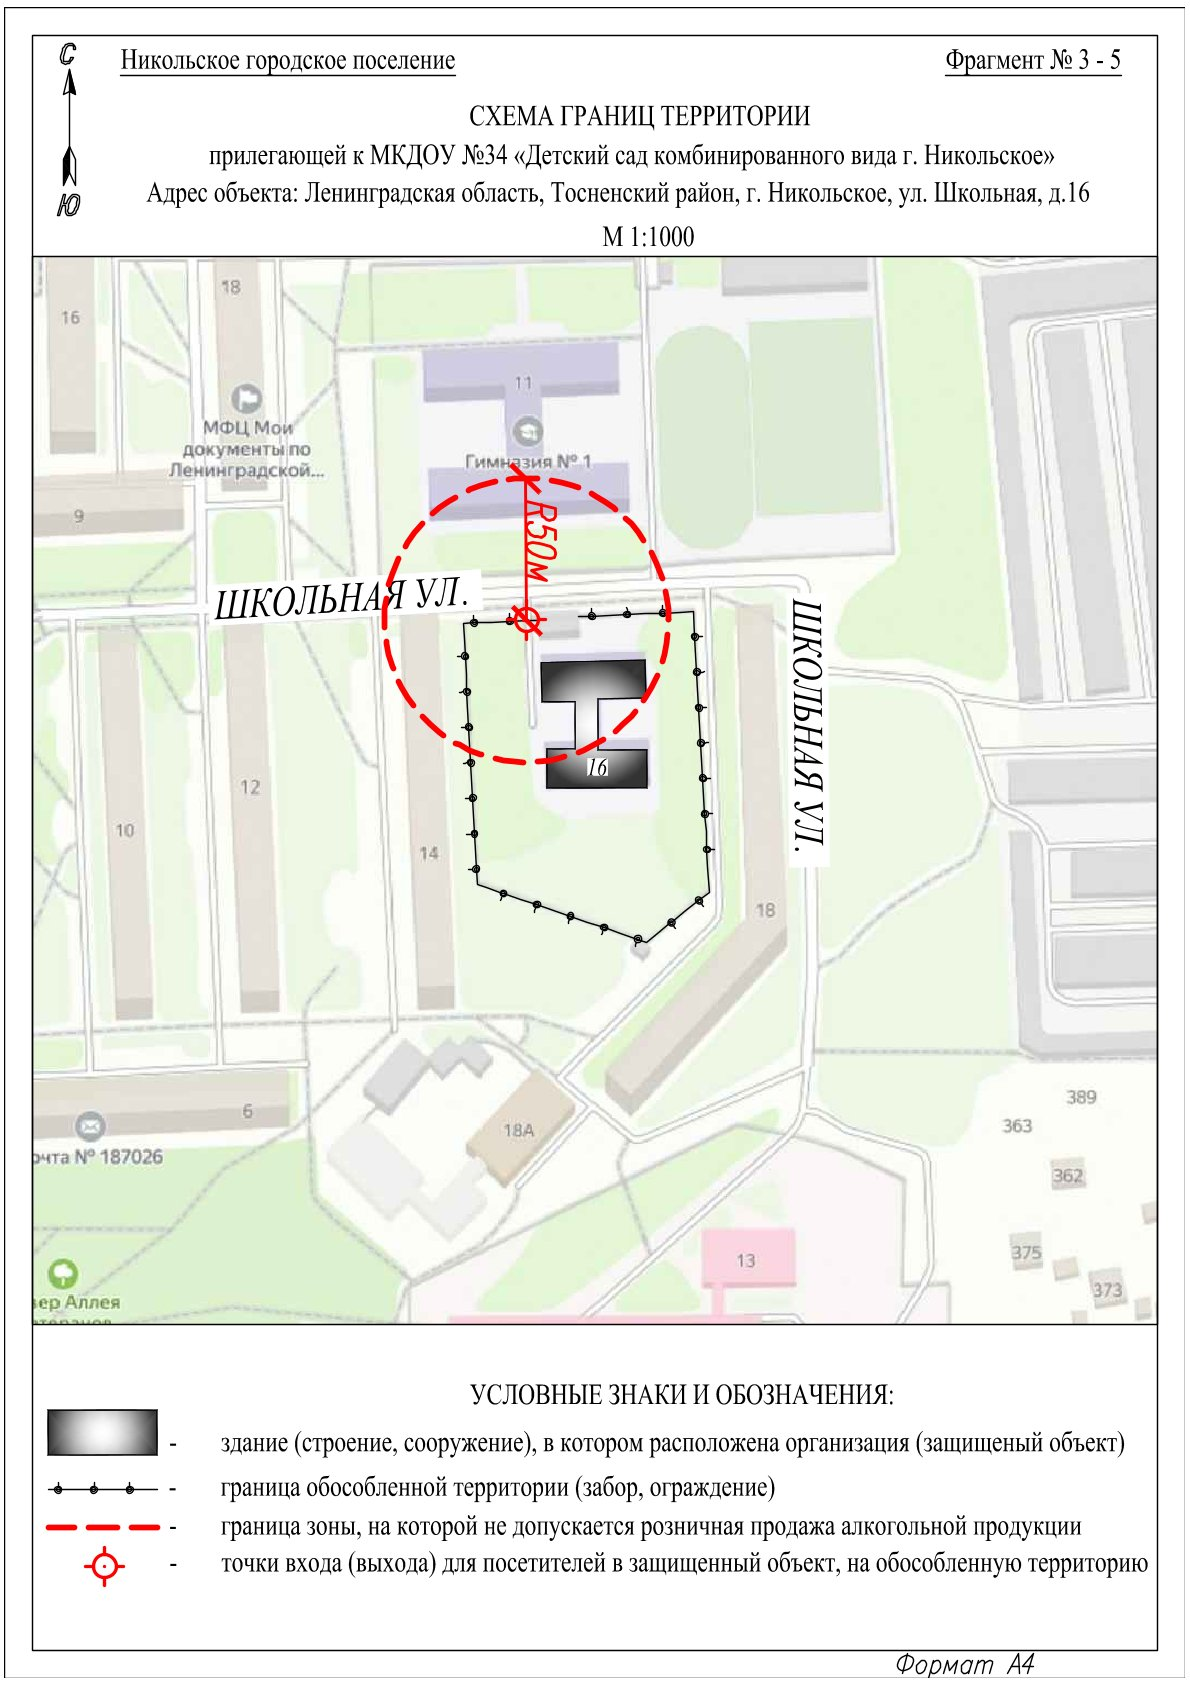 С
Ю
Никольское городское поселение
Фрагмент № 3 - 5
СХЕМА ГРАНИЦ ТЕРРИТОРИИ
прилегающей к МКДОУ №34 «Детский сад комбинированного вида г. Никольское»
Адрес объекта: Ленинградская область, Тосненский район, г. Никольское, ул. Школьная, д.16
М 1:1000
18
16
11
МФЦ Мои
документы по
Ленинградской...
Гимназия № 1
9
R50м
ШКОЛЬНАЯ УЛ.
ШКОЛЬНАЯ УЛ.
16
12
10
14
18
6
18А
очта № 187026
389
363
362
375
373
13
вер Аллея
УСЛОВНЫЕ ЗНАКИ И ОБОЗНАЧЕНИЯ:
- здание (строение, сооружение), в котором расположена организация (защищеный объект)
- граница обособленной территории (забор, ограждение)
- граница зоны, на которой не допускается розничная продажа алкогольной продукции
- точки входа (выхода) для посетителей в защищенный объект, на обособленную территорию
Формат А4